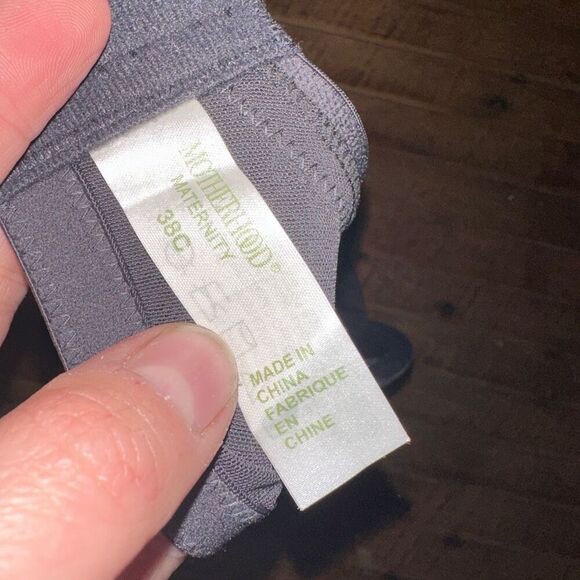 MOTHERHOOD®
MATERNITY
38C
MADE IN
CHINA
FABRIQUE
EN
CHINE